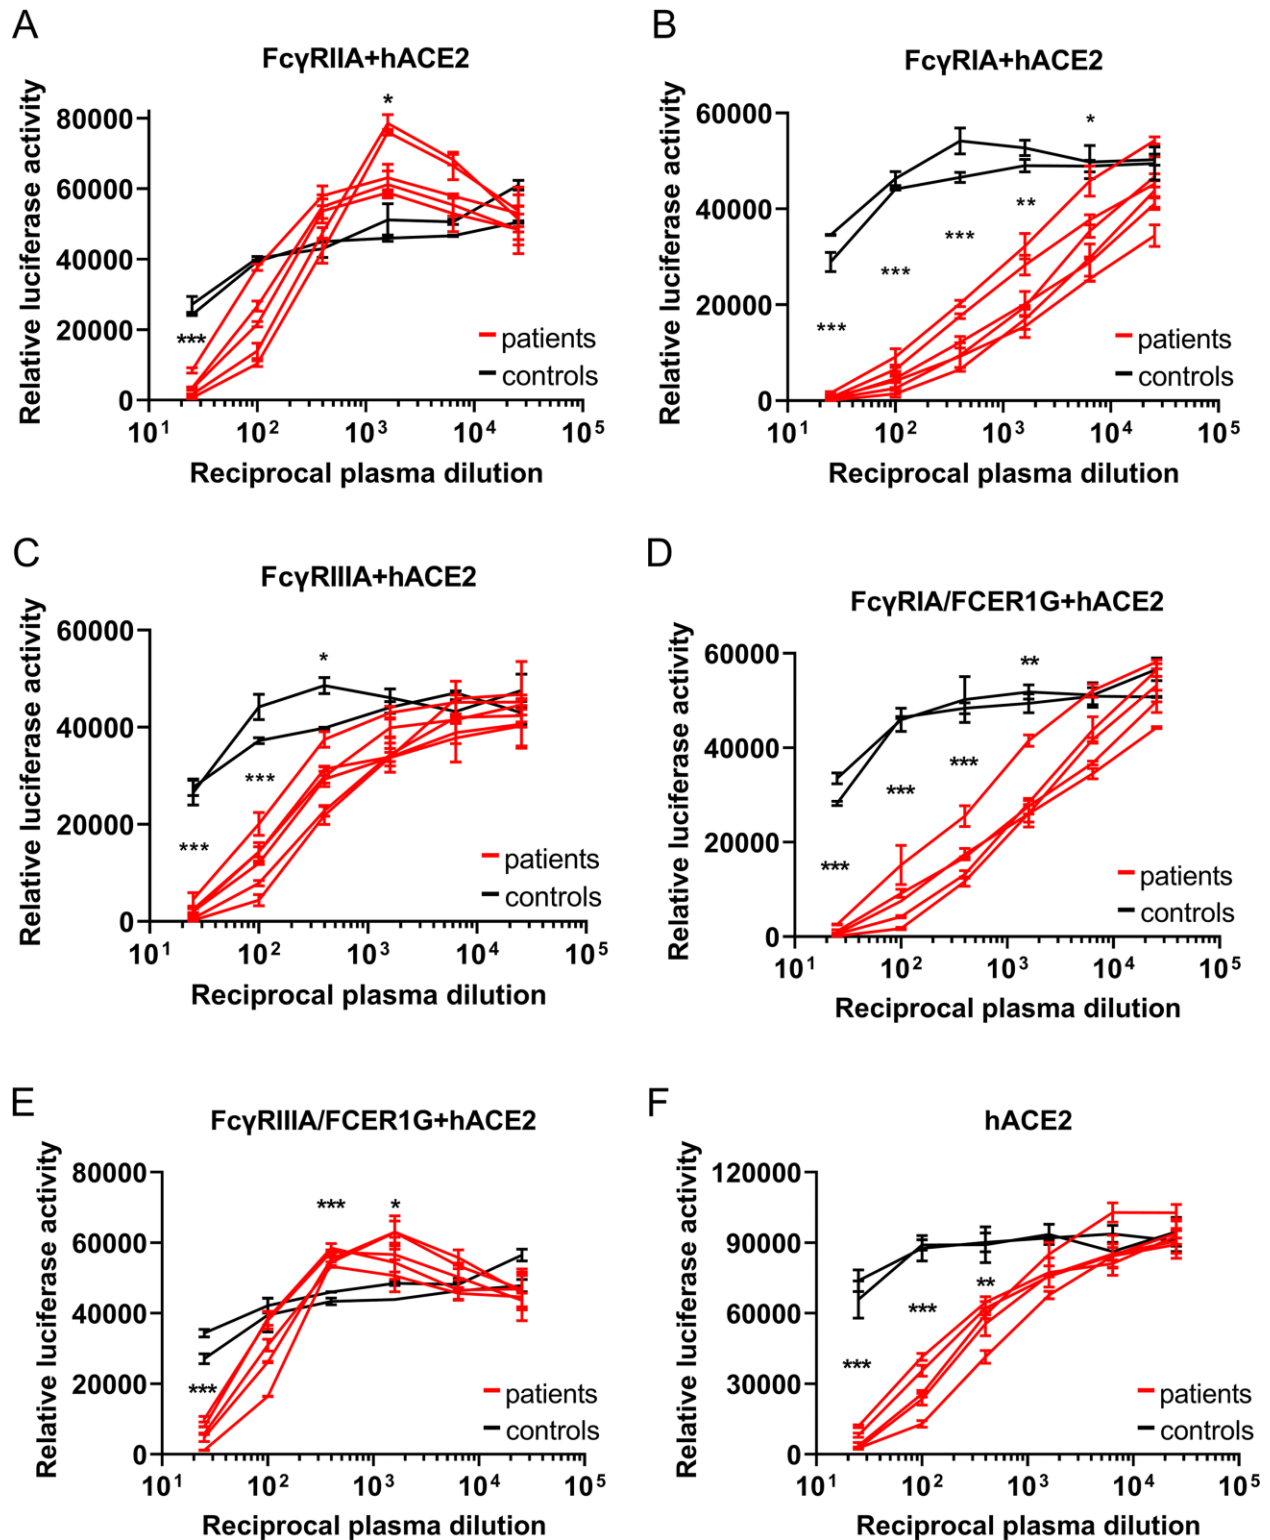 A
FcγRIIA+hACE2
Relative luciferase activity
80000
60000
40000
20000
0
*
***
patients
controls
10¹ 10² 10³ 10⁴ 10⁵
Reciprocal plasma dilution
B
FcγRIA+hACE2
Relative luciferase activity
60000
40000
20000
0
*
**
***
***
***
patients
controls
10¹ 10² 10³ 10⁴ 10⁵
Reciprocal plasma dilution
C
FcγRIIIA+hACE2
Relative luciferase activity
60000
40000
20000
0
*
***
***
patients
controls
10¹ 10² 10³ 10⁴ 10⁵
Reciprocal plasma dilution
D
FcγRIA/FCER1G+hACE2
Relative luciferase activity
60000
40000
20000
0
**
***
***
***
patients
controls
10¹ 10² 10³ 10⁴ 10⁵
Reciprocal plasma dilution
E
FcγRIIIA/FCER1G+hACE2
Relative luciferase activity
80000
60000
40000
20000
0
*** *
***
patients
controls
10¹ 10² 10³ 10⁴ 10⁵
Reciprocal plasma dilution
F
hACE2
Relative luciferase activity
120000
90000
60000
30000
0
**
***
***
patients
controls
10¹ 10² 10³ 10⁴ 10⁵
Reciprocal plasma dilution